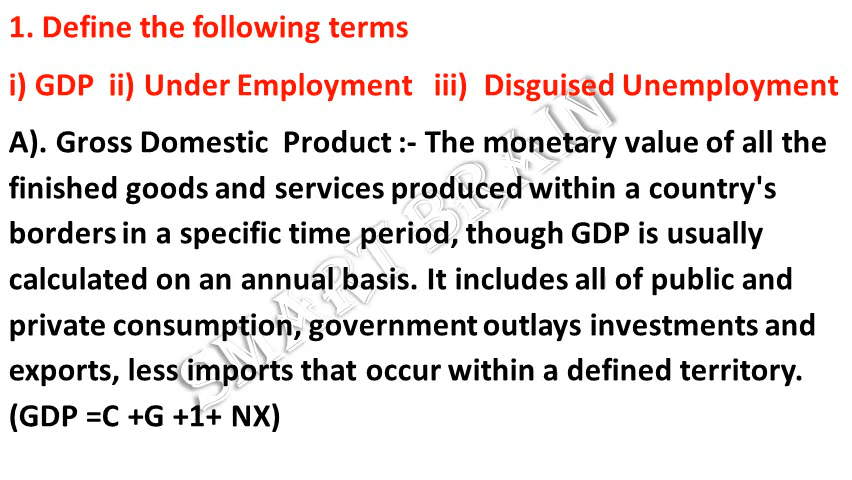 1. Define the following terms
i) GDP ii) Under Employment iii) Disguised Unemployment
A). Gross Domestic Product :- The monetary value of all the
finished goods and services produced within a country's
borders in a specific time period, though GDP is usually
calculated on an annual basis. It includes all of public and
private consumption, government outlays investments and
exports, less imports that occur within a defined territory.
(GDP =C +G +1+ NX)
SMART BRAIN